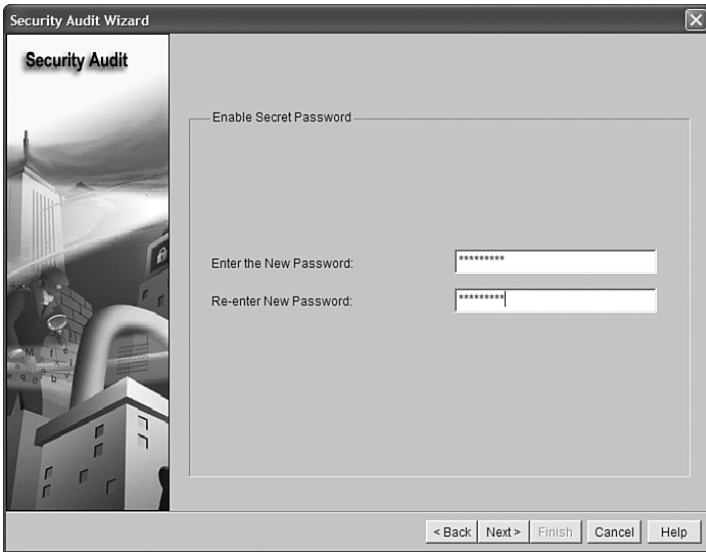 Security Audit Wizard
Security Audit
Enable Secret Password
Enter the New Password: *********
Re-enter New Password: *********
< Back Next > Finish Cancel Help